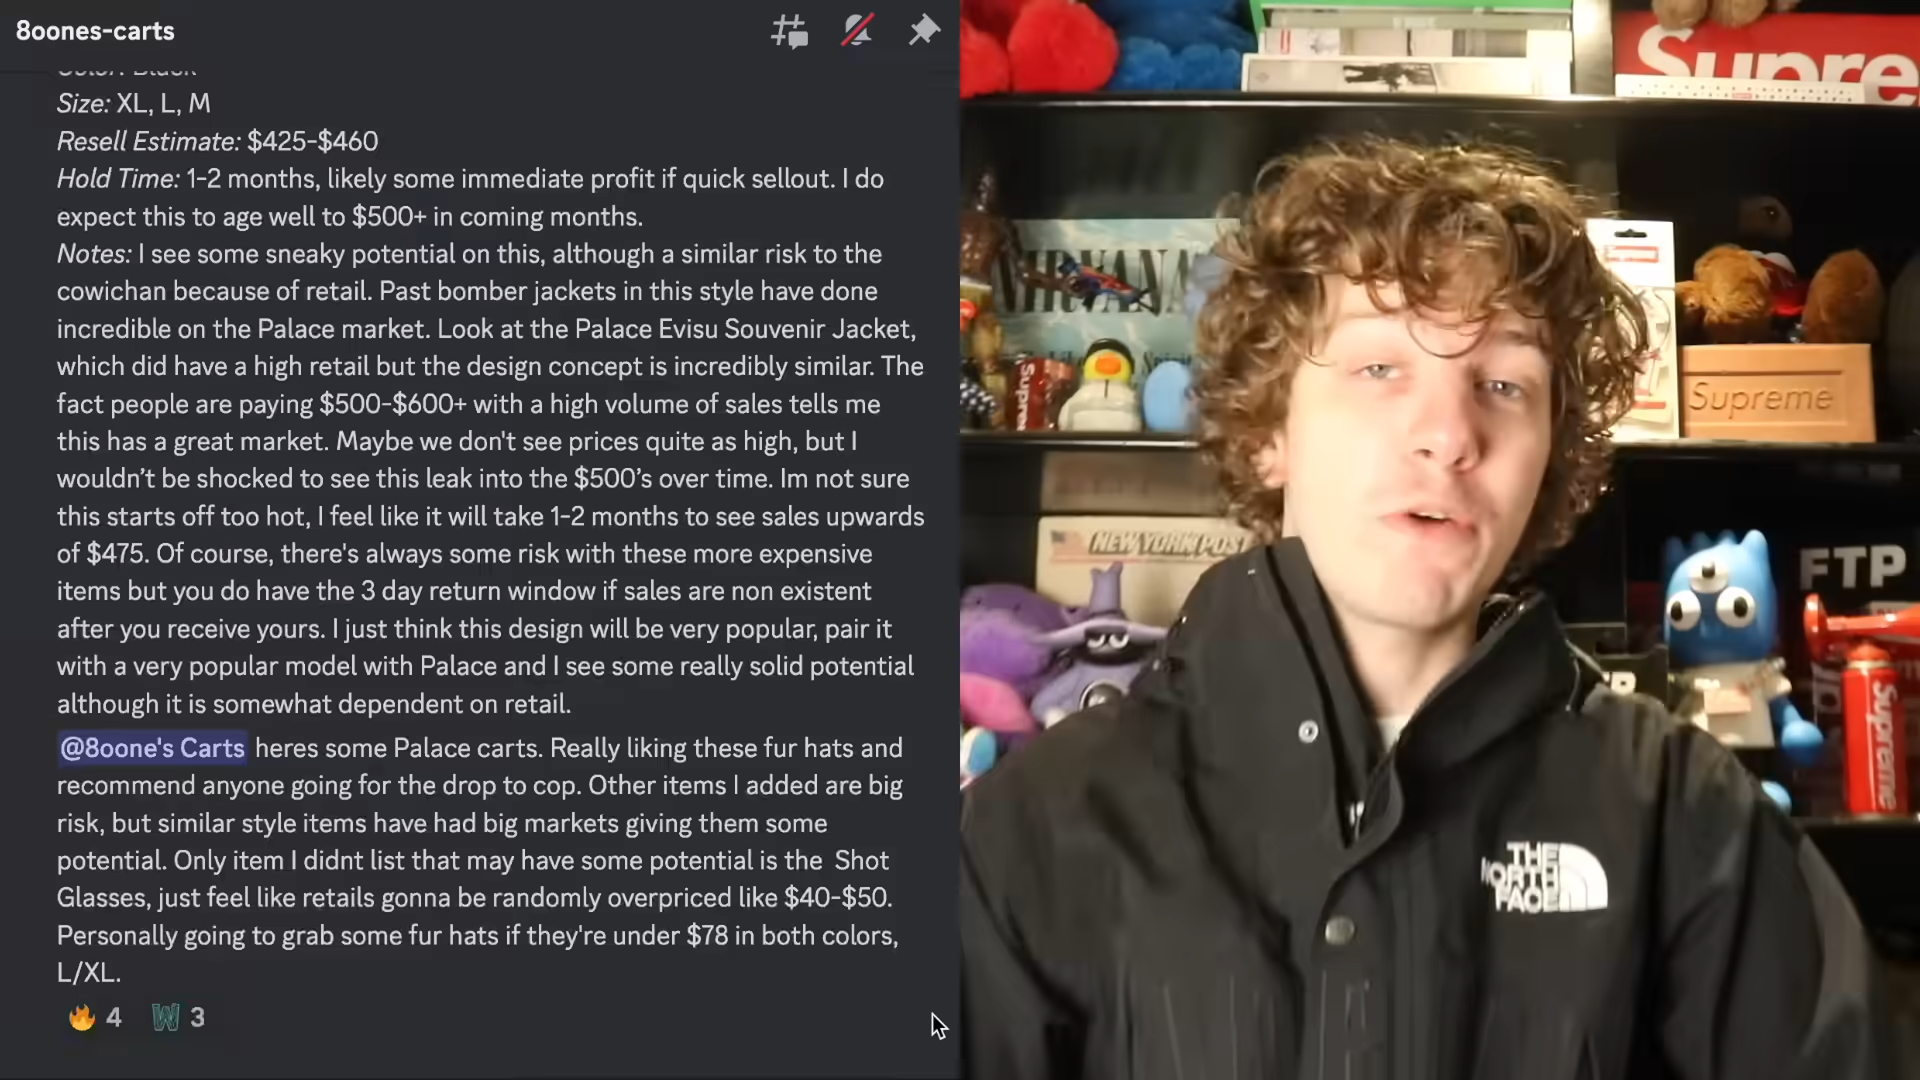 8oones-carts
Color: Black
Size: XL, L, M
Resell Estimate: $425-$460
Hold Time: 1-2 months, likely some immediate profit if quick sellout. I do
expect this to age well to $500+ in coming months.
Notes: I see some sneaky potential on this, although a similar risk to the
cowichan because of retail. Past bomber jackets in this style have done
incredible on the Palace market. Look at the Palace Evisu Souvenir Jacket,
which did have a high retail but the design concept is incredibly similar. The
fact people are paying $500-$600+ with a high volume of sales tells me
this has a great market. Maybe we don't see prices quite as high, but I
wouldn’t be shocked to see this leak into the $500’s over time. Im not sure
this starts off too hot, I feel like it will take 1-2 months to see sales upwards
of $475. Of course, there's always some risk with these more expensive
items but you do have the 3 day return window if sales are non existent
after you receive yours. I just think this design will be very popular, pair it
with a very popular model with Palace and I see some really solid potential
although it is somewhat dependent on retail.
@8oone's Carts heres some Palace carts. Really liking these fur hats and
recommend anyone going for the drop to cop. Other items I added are big
risk, but similar style items have had big markets giving them some
potential. Only item I didnt list that may have some potential is the Shot
Glasses, just feel like retails gonna be randomly overpriced like $40-$50.
Personally going to grab some fur hats if they're under $78 in both colors,
L/XL.
4 W 3
Supre
NIRVANA
Supreme
Supreme
NEW YORK POST
FTP
Supreme
THE
NORTH
FACE